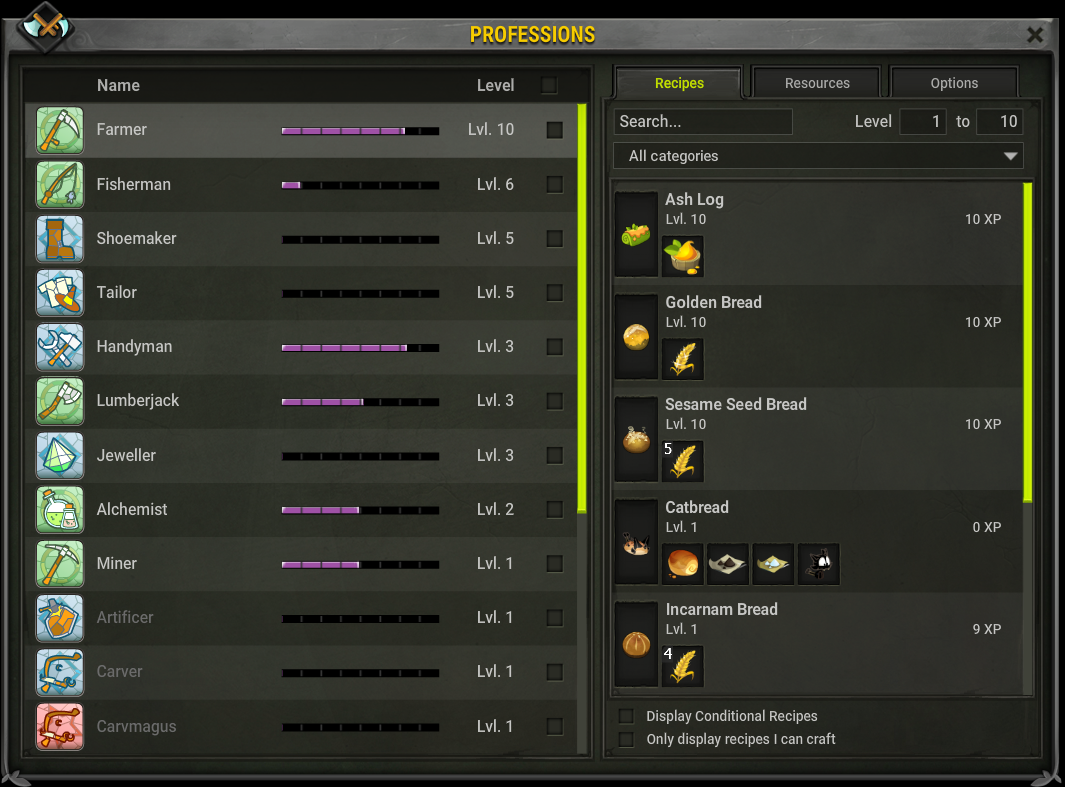 PROFESSIONS
Name Level
Farmer Lvl. 10
Fisherman Lvl. 6
Shoemaker Lvl. 5
Tailor Lvl. 5
Handyman Lvl. 3
Lumberjack Lvl. 3
Jeweller Lvl. 3
Alchemist Lvl. 2
Miner Lvl. 1
Artificer Lvl. 1
Carver Lvl. 1
Carvmagus Lvl. 1
Recipes Resources Options
Search... Level 1 to 10
All categories
Ash Log
Lvl. 10 10 XP
Golden Bread
Lvl. 10 10 XP
Sesame Seed Bread
Lvl. 10 10 XP
5
Catbread
Lvl. 1 0 XP
Incarnam Bread
Lvl. 1 9 XP
4
Display Conditional Recipes
Only display recipes I can craft